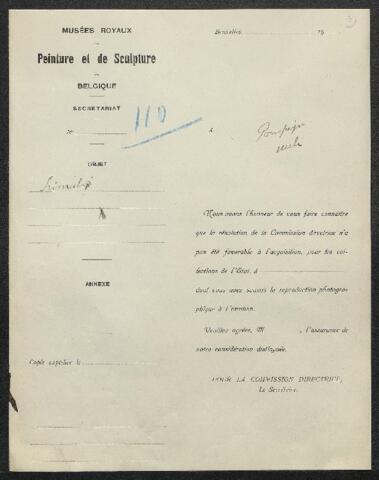 MUSÉES ROYAUX
DE
Peinture et de Sculpture
DE
BELGIQUE
SECRÉTARIAT
No
110
OBJET
ANNEXE
Copie expédiée le
Bruxelles, 19
3
A
Nous avons l'honneur de vous faire connaître
que la résolution de la Commission directrice n'a
pas été favorable à l'acquisition, pour les col-
lections de l'État, d
dont vous avez soumis la reproduction photogra-
phique à l'examen.
Veuillez agréer, M , l'assurance de
notre considération distinguée.
POUR LA COMMISSION DIRECTRICE,
Le Secrétaire.